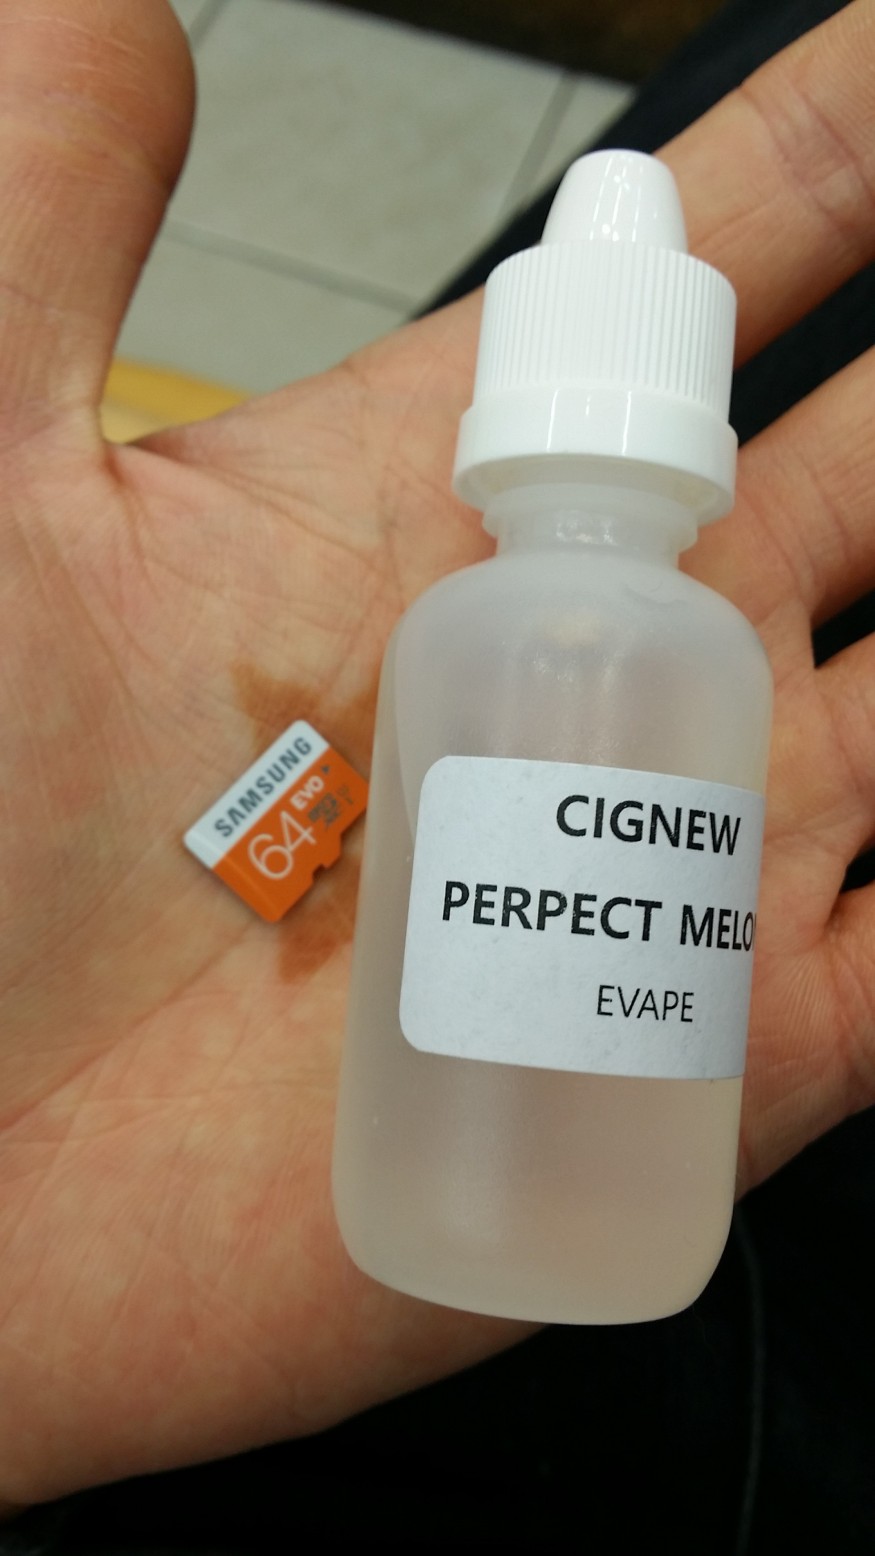 SAMSUNG
64 EVO
CIGNEW
PERPECT MELO
EVAPE